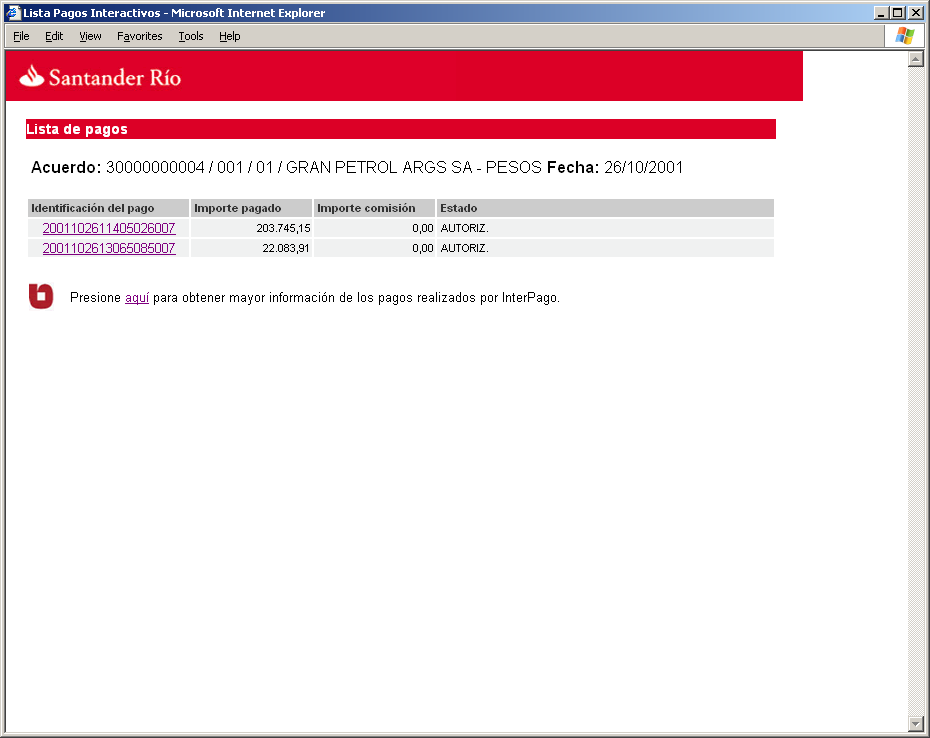 Lista Pagos Interactivos - Microsoft Internet Explorer
File Edit View Favorites Tools Help
Santander Río
Lista de pagos
Acuerdo: 30000000004 / 001 / 01 / GRAN PETROL ARGS SA - PESOS Fecha: 26/10/2001
Identificación del pago Importe pagado Importe comisión Estado
2001102611405026007 203.745,15 0,00 AUTORIZ.
2001102613065085007 22.083,91 0,00 AUTORIZ.
Presione aquí para obtener mayor información de los pagos realizados por InterPago.